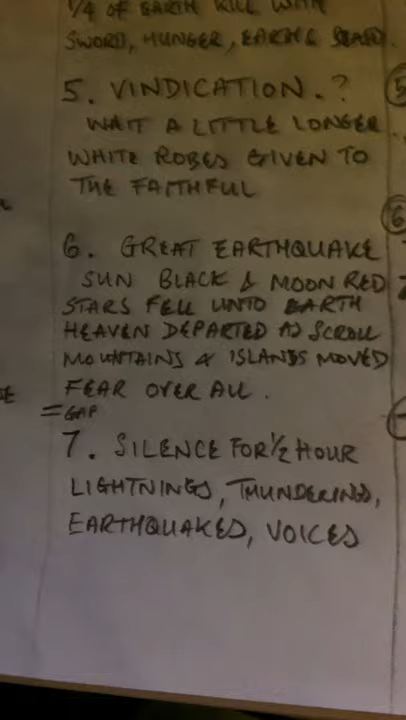 1/4 OF EARTH KILL WITH
SWORD, HUNGER, EARTH & BEASTS.
5. VINDICATION.?
WAIT A LITTLE LONGER
WHITE ROBES GIVEN TO
THE FAITHFUL
6. GREAT EARTHQUAKE
SUN BLACK & MOON RED
STARS FELL UNTO EARTH
HEAVEN DEPARTED AS SCROLL
MOUNTAINS & ISLANDS MOVED
FEAR OVER ALL.
= GAP
7. SILENCE FOR 1/2 HOUR
LIGHTNINGS, THUNDERINGS,
EARTHQUAKES, VOICES
5
6